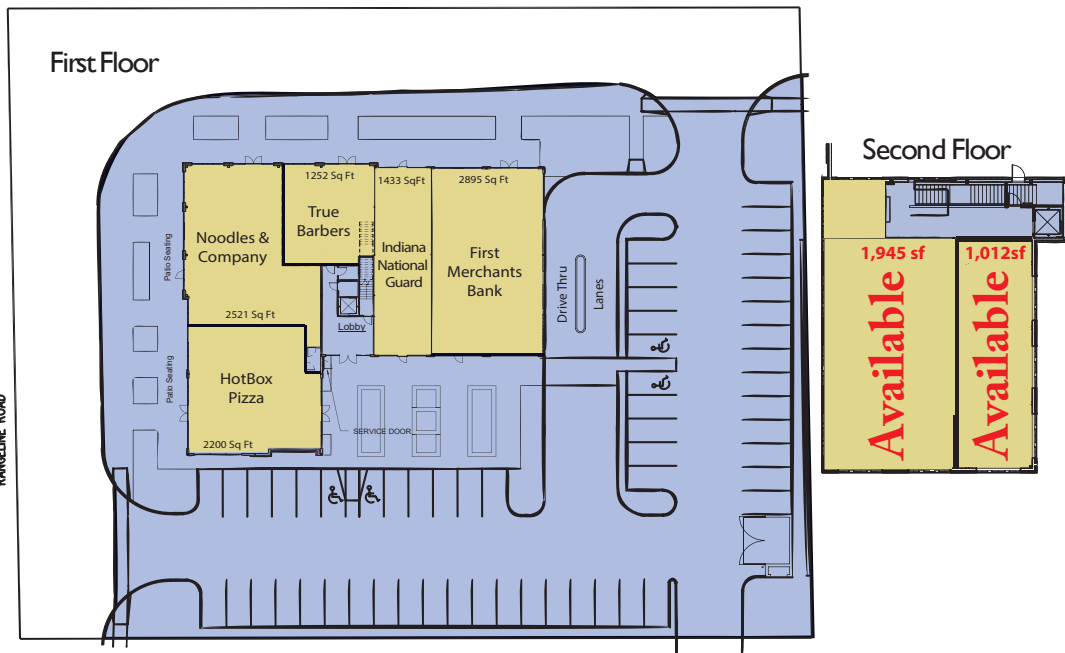 First Floor
Second Floor
1252 Sq Ft
1433 SqFt
2895 Sq Ft
True
Barbers
Noodles &
Company
Indiana
National
Guard
First
Merchants
Bank
Patio Seating
2521 Sq Ft
Lobby
Drive Thru
Lanes
HotBox
Pizza
Patio Seating
2200 Sq Ft
SERVICE DOOR
RANGELINE ROAD
1,945 sf
Available
1,012sf
Available